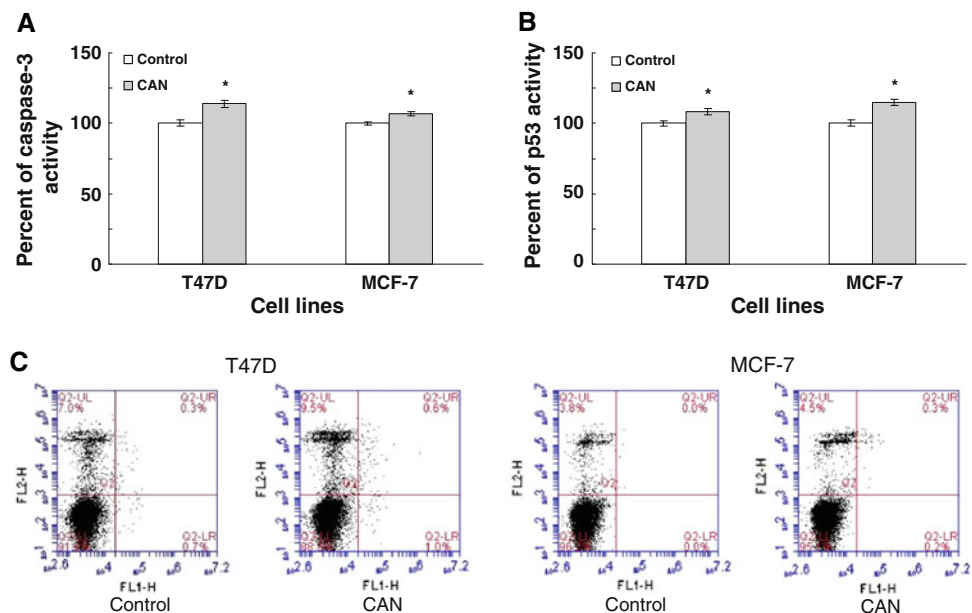 A
150
100
50
0
Percent of caspase-3
activity
Control
CAN
*
*
T47D
MCF-7
Cell lines
B
150
100
50
0
Percent of p53 activity
Control
CAN
*
*
T47D
MCF-7
Cell lines
C
T47D
MCF-7
Q2-UL
7.0%
Q2-UR
0.3%
Q2-LR
0.7%
FL2-H
FL1-H
Control
Q2-UL
9.5%
Q2-UR
0.6%
Q2-LR
1.0%
FL2-H
FL1-H
CAN
Q2-UL
3.8%
Q2-UR
0.0%
Q2-LR
0.0%
FL2-H
FL1-H
Control
Q2-UL
4.5%
Q2-UR
0.3%
Q2-LR
0.2%
FL2-H
FL1-H
CAN